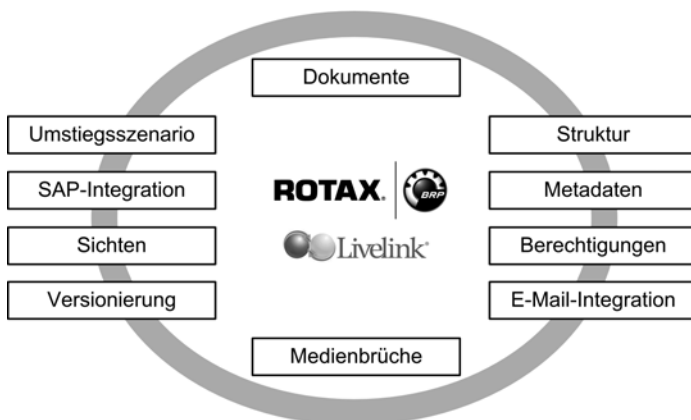 Dokumente
Umstiegsszenario
Struktur
SAP-Integration
ROTAX.
BRP
Metadaten
Sichten
Livelink®
Berechtigungen
Versionierung
E-Mail-Integration
Medienbrüche